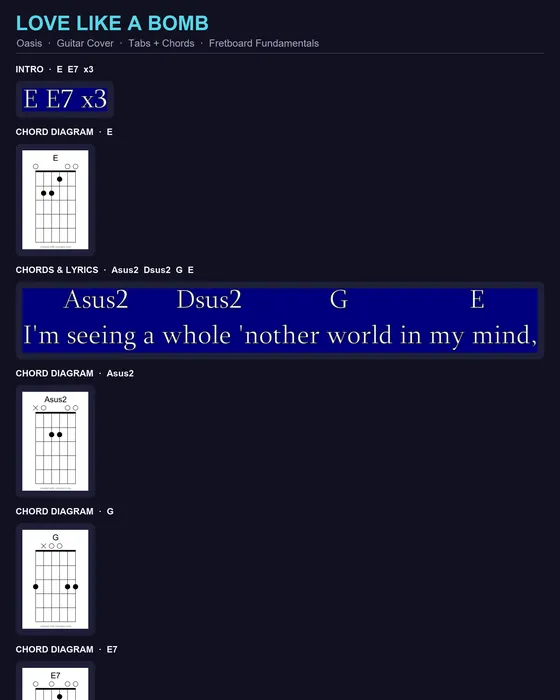 LOVE LIKE A BOMB
Oasis · Guitar Cover · Tabs + Chords · Fretboard Fundamentals
INTRO · E E7 x3
E E7 x3
CHORD DIAGRAM · E
E
CHORDS & LYRICS · Asus2 Dsus2 G E
Asus2 Dsus2 G E
I'm seeing a whole 'nother world in my mind,
CHORD DIAGRAM · Asus2
Asus2
CHORD DIAGRAM · G
G
CHORD DIAGRAM · E7
E7